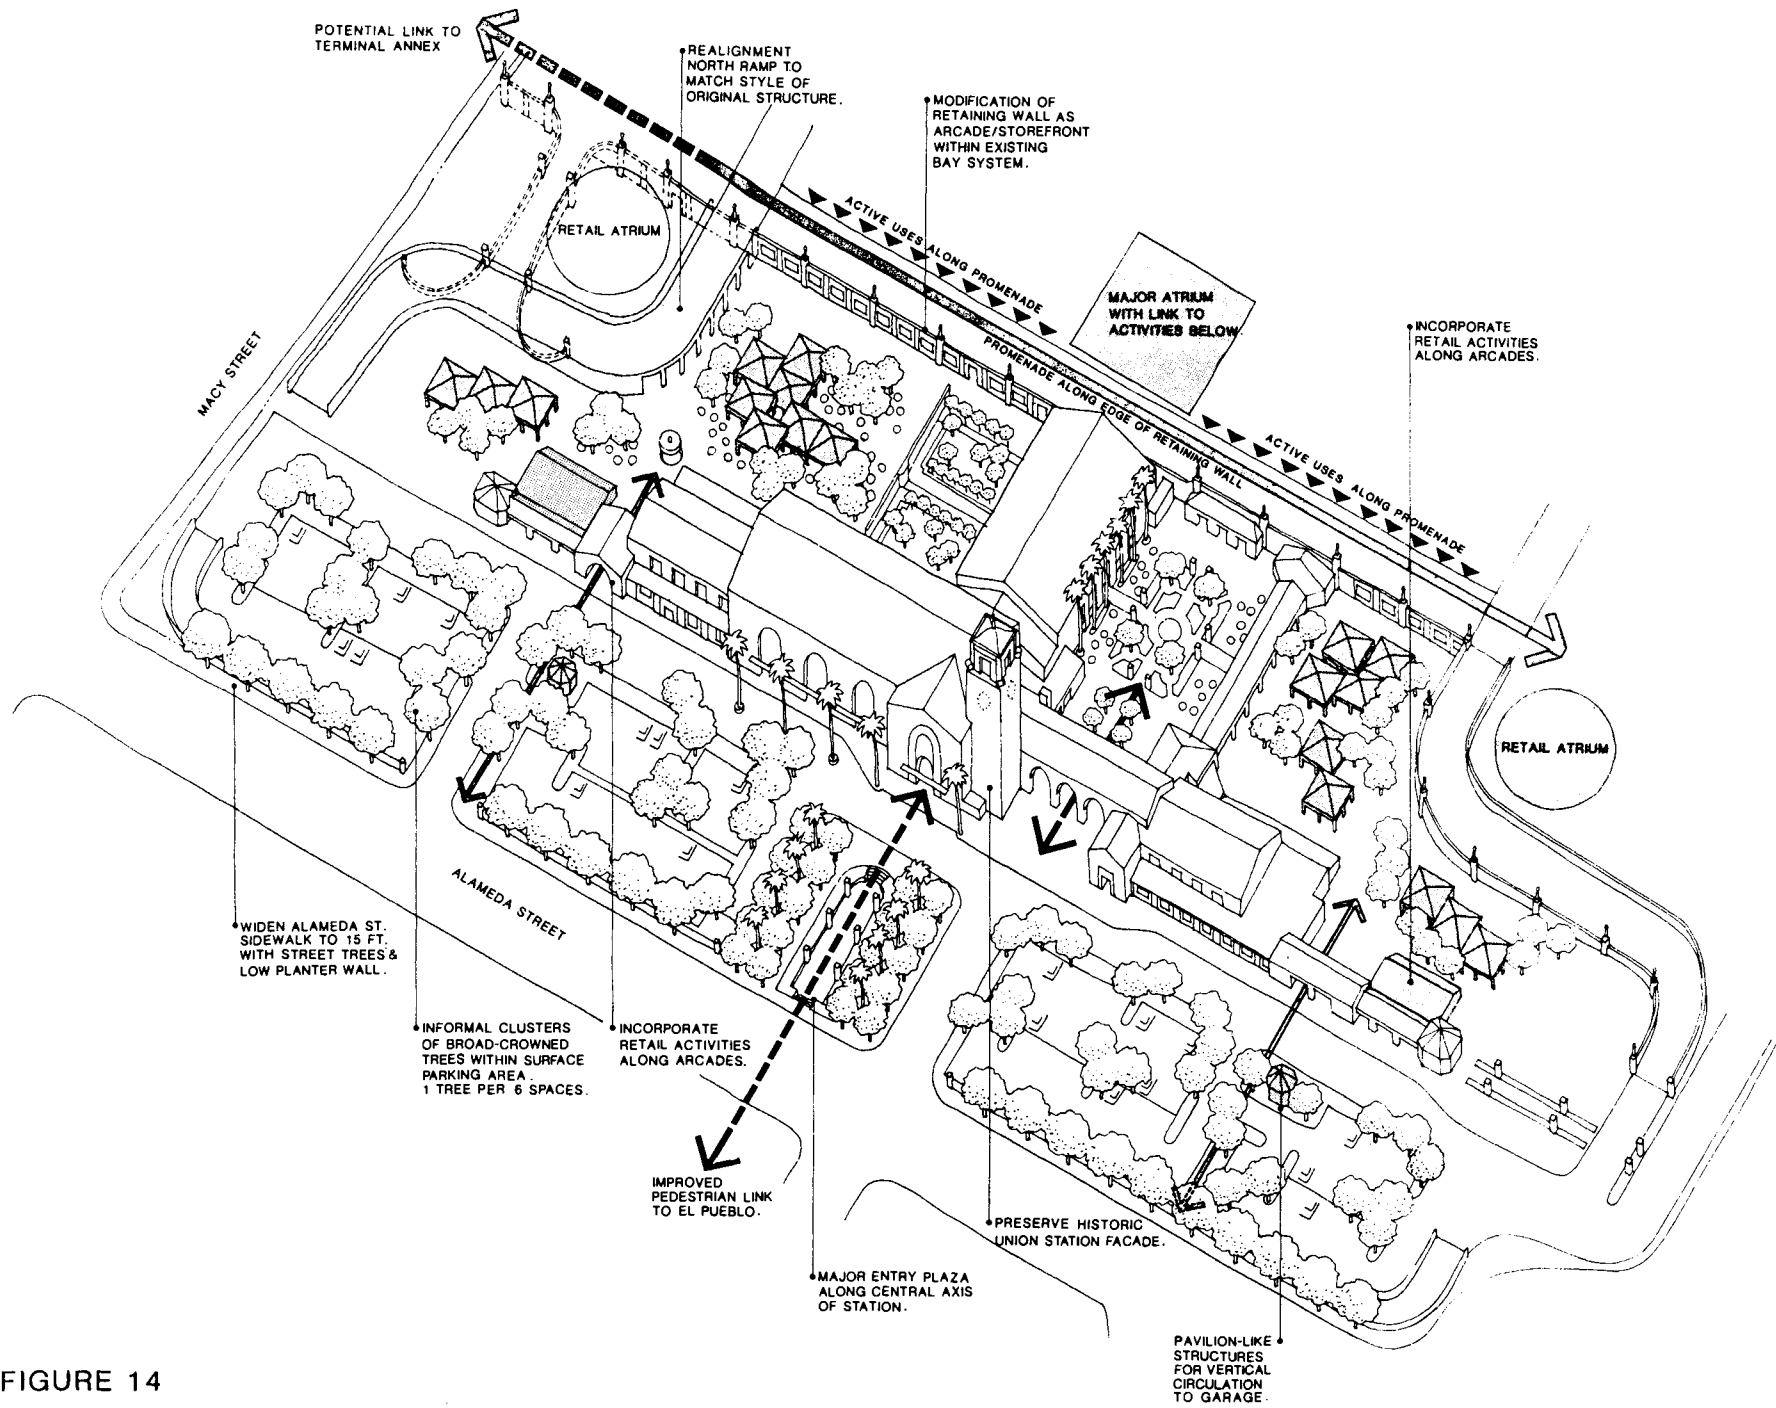 POTENTIAL LINK TO
TERMINAL ANNEX
REALIGNMENT
NORTH RAMP TO
MATCH STYLE OF
ORIGINAL STRUCTURE.
MODIFICATION OF
RETAINING WALL AS
ARCADE/STOREFRONT
WITHIN EXISTING
BAY SYSTEM.
RETAIL ATRIUM
ACTIVE USES ALONG PROMENADE
MAJOR ATRIUM
WITH LINK TO
ACTIVITIES BELOW
INCORPORATE
RETAIL ACTIVITIES
ALONG ARCADES.
MACY STREET
PROMENADE ALONG EDGE OF RETAINING WALL
ACTIVE USES ALONG PROMENADE
RETAIL ATRIUM
ALAMEDA STREET
WIDEN ALAMEDA ST.
SIDEWALK TO 15 FT.
WITH STREET TREES &
LOW PLANTER WALL.
INFORMAL CLUSTERS
OF BROAD-CROWNED
TREES WITHIN SURFACE
PARKING AREA.
1 TREE PER 6 SPACES.
INCORPORATE
RETAIL ACTIVITIES
ALONG ARCADES.
IMPROVED
PEDESTRIAN LINK
TO EL PUEBLO.
PRESERVE HISTORIC
UNION STATION FACADE.
MAJOR ENTRY PLAZA
ALONG CENTRAL AXIS
OF STATION.
PAVILION-LIKE
STRUCTURES
FOR VERTICAL
CIRCULATION
TO GARAGE.
FIGURE 14